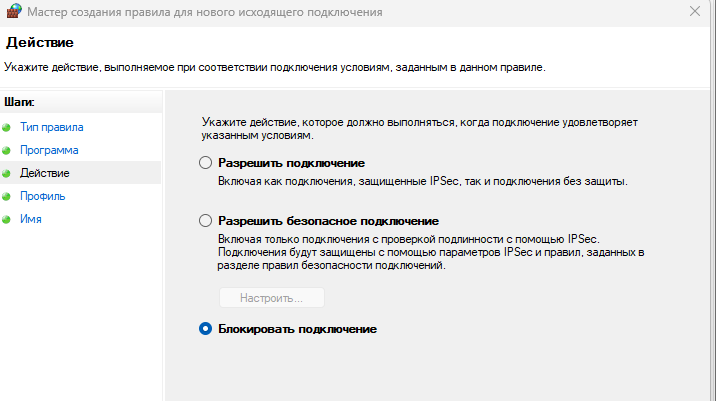 Мастер создания правила для нового исходящего подключения
Действие
Укажите действие, выполняемое при соответствии подключения условиям, заданным в данном правиле.
Шаги:
Тип правила
Программа
Действие
Профиль
Имя
Укажите действие, которое должно выполняться, когда подключение удовлетворяет
указанным условиям.
Разрешить подключение
Включая как подключения, защищенные IPSec, так и подключения без защиты.
Разрешить безопасное подключение
Включая только подключения с проверкой подлинности с помощью IPSec.
Подключения будут защищены с помощью параметров IPSec и правил, заданных в
разделе правил безопасности подключений.
Настроить...
Блокировать подключение